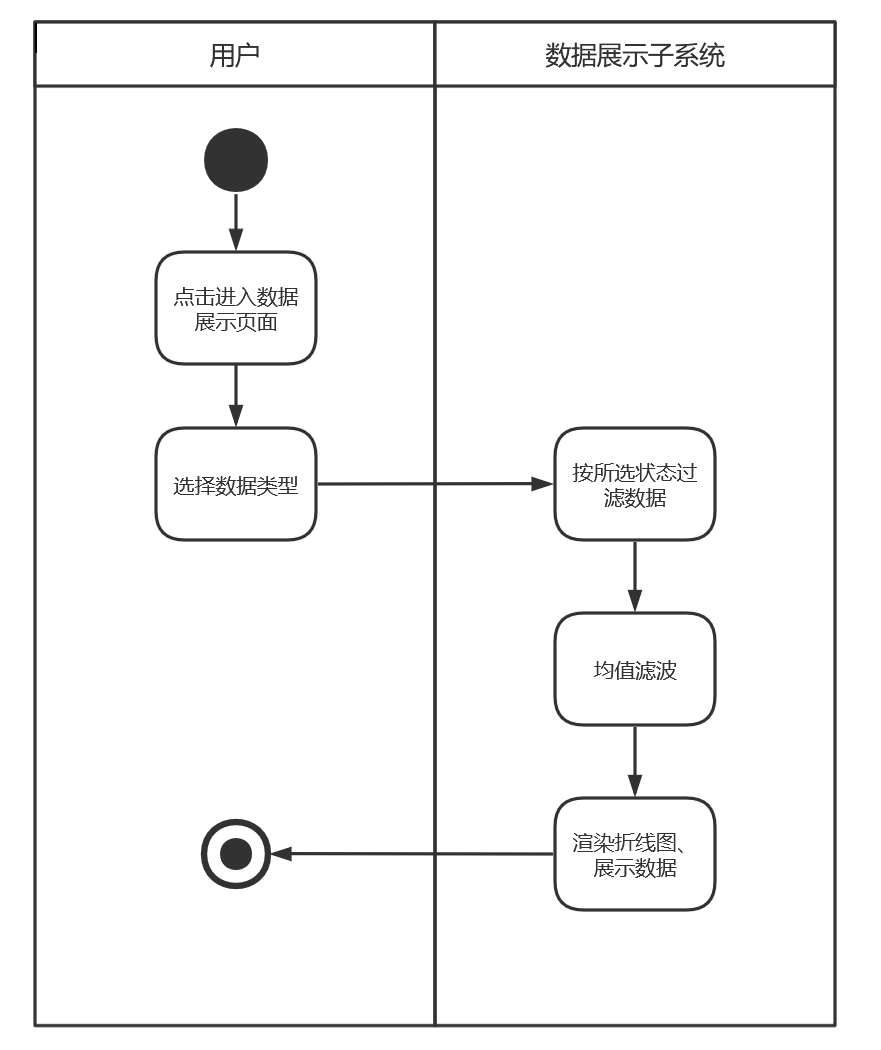 用户
数据展示子系统
点击进入数据
展示页面
选择数据类型
按所选状态过
滤数据
均值滤波
渲染折线图、
展示数据